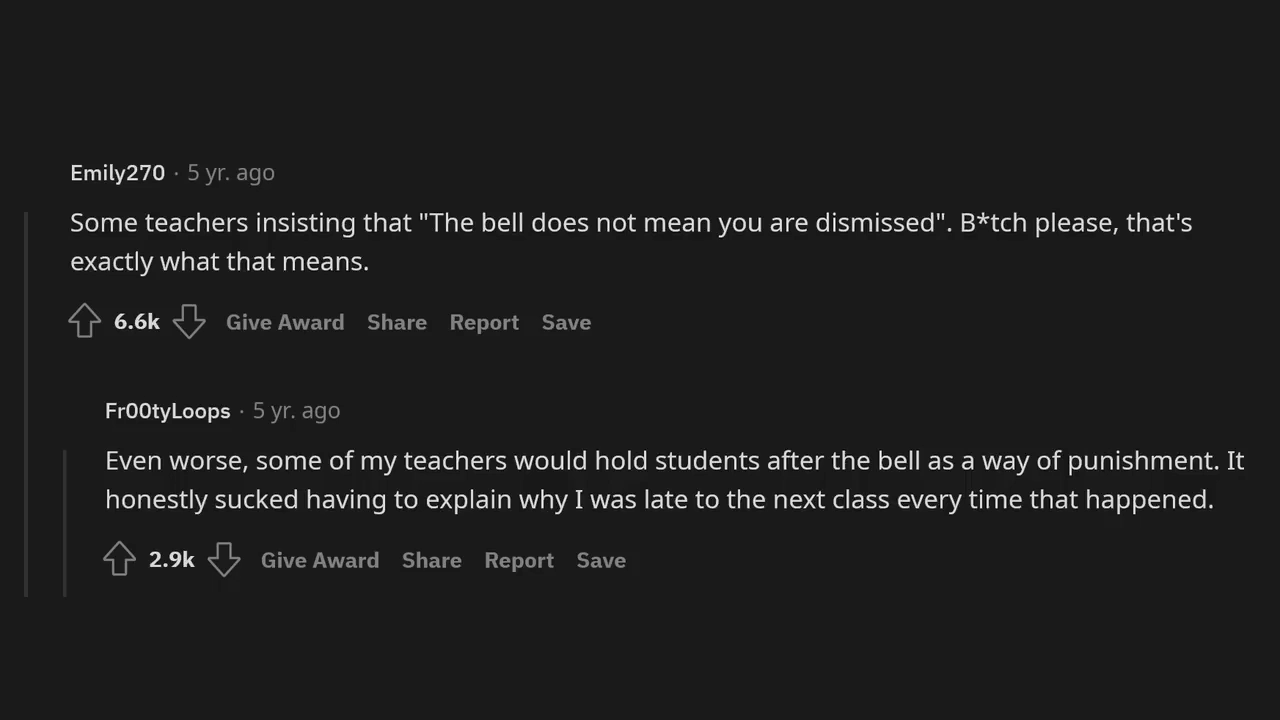 Emily270 · 5 yr. ago
Some teachers insisting that "The bell does not mean you are dismissed". B*tch please, that's
exactly what that means.
6.6k Give Award Share Report Save
Fr00tyLoops · 5 yr. ago
Even worse, some of my teachers would hold students after the bell as a way of punishment. It
honestly sucked having to explain why I was late to the next class every time that happened.
2.9k Give Award Share Report Save